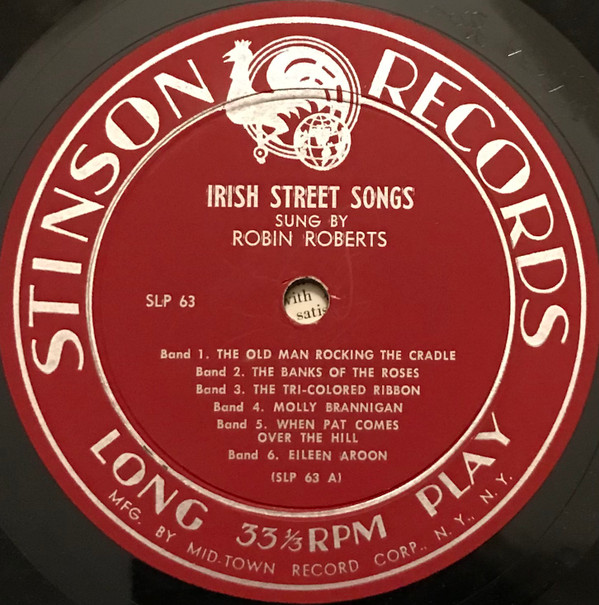 STINSON RECORDS
IRISH STREET SONGS
SUNG BY
ROBIN ROBERTS
SLP 63
with
satis
Band 1. THE OLD MAN ROCKING THE CRADLE
Band 2. THE BANKS OF THE ROSES
Band 3. THE TRI-COLORED RIBBON
Band 4. MOLLY BRANNIGAN
Band 5. WHEN PAT COMES
OVER THE HILL
Band 6. EILEEN AROON
(SLP 63 A)
LONG 33⅓ RPM PLAY
MFG. BY MID-TOWN RECORD CORP., N. Y., N. Y.